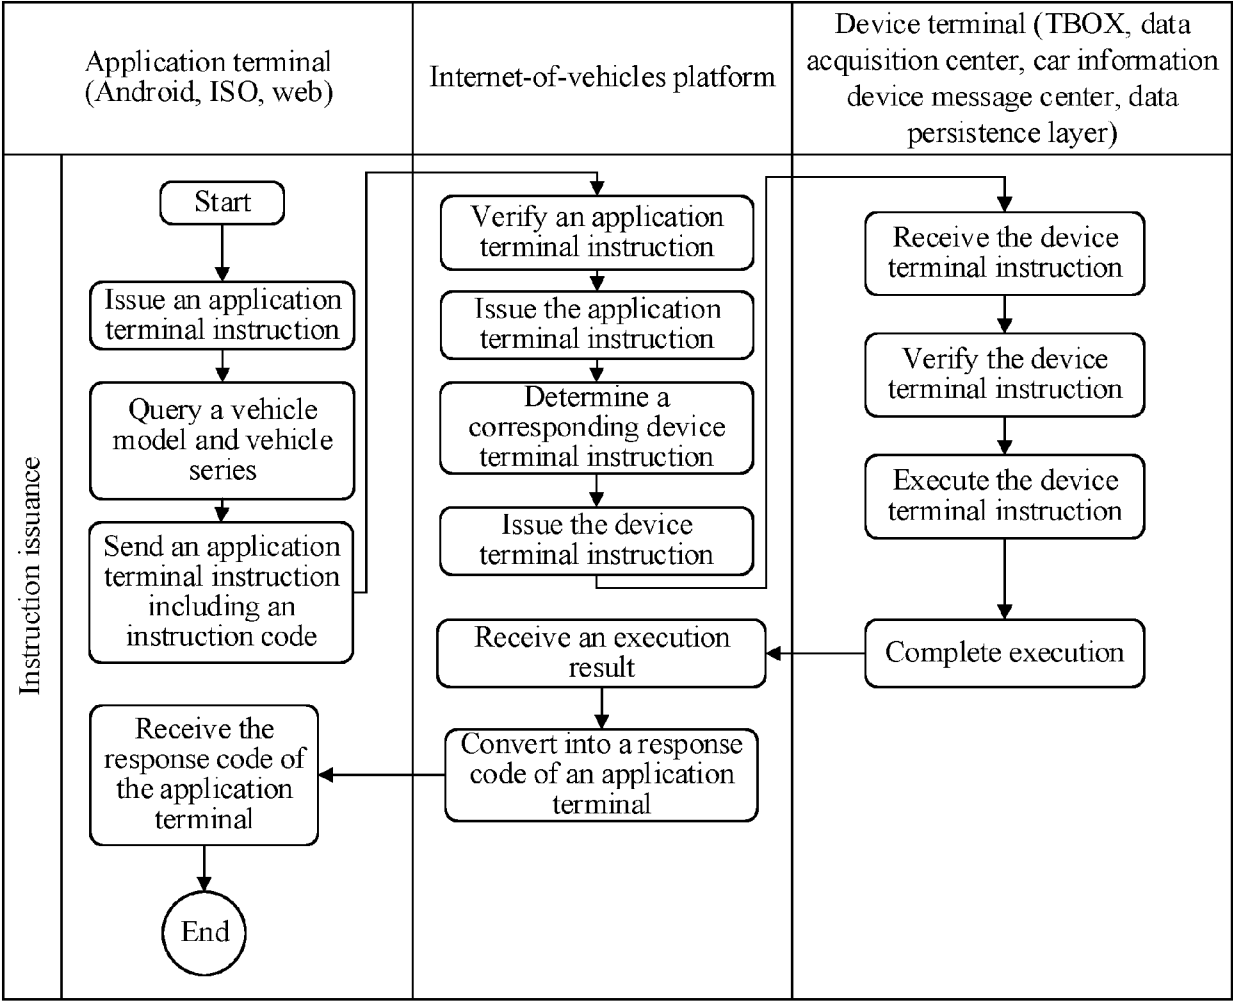 Application terminal
(Android, ISO, web)
Internet-of-vehicles platform
Device terminal (TBOX, data
acquisition center, car information
device message center, data
persistence layer)
Instruction issuance
Start
Issue an application
terminal instruction
Query a vehicle
model and vehicle
series
Send an application
terminal instruction
including an
instruction code
Receive the
response code of
the application
terminal
End
Verify an application
terminal instruction
Issue the application
terminal instruction
Determine a
corresponding device
terminal instruction
Issue the device
terminal instruction
Receive an execution
result
Convert into a response
code of an application
terminal
Receive the device
terminal instruction
Verify the device
terminal instruction
Execute the device
terminal instruction
Complete execution